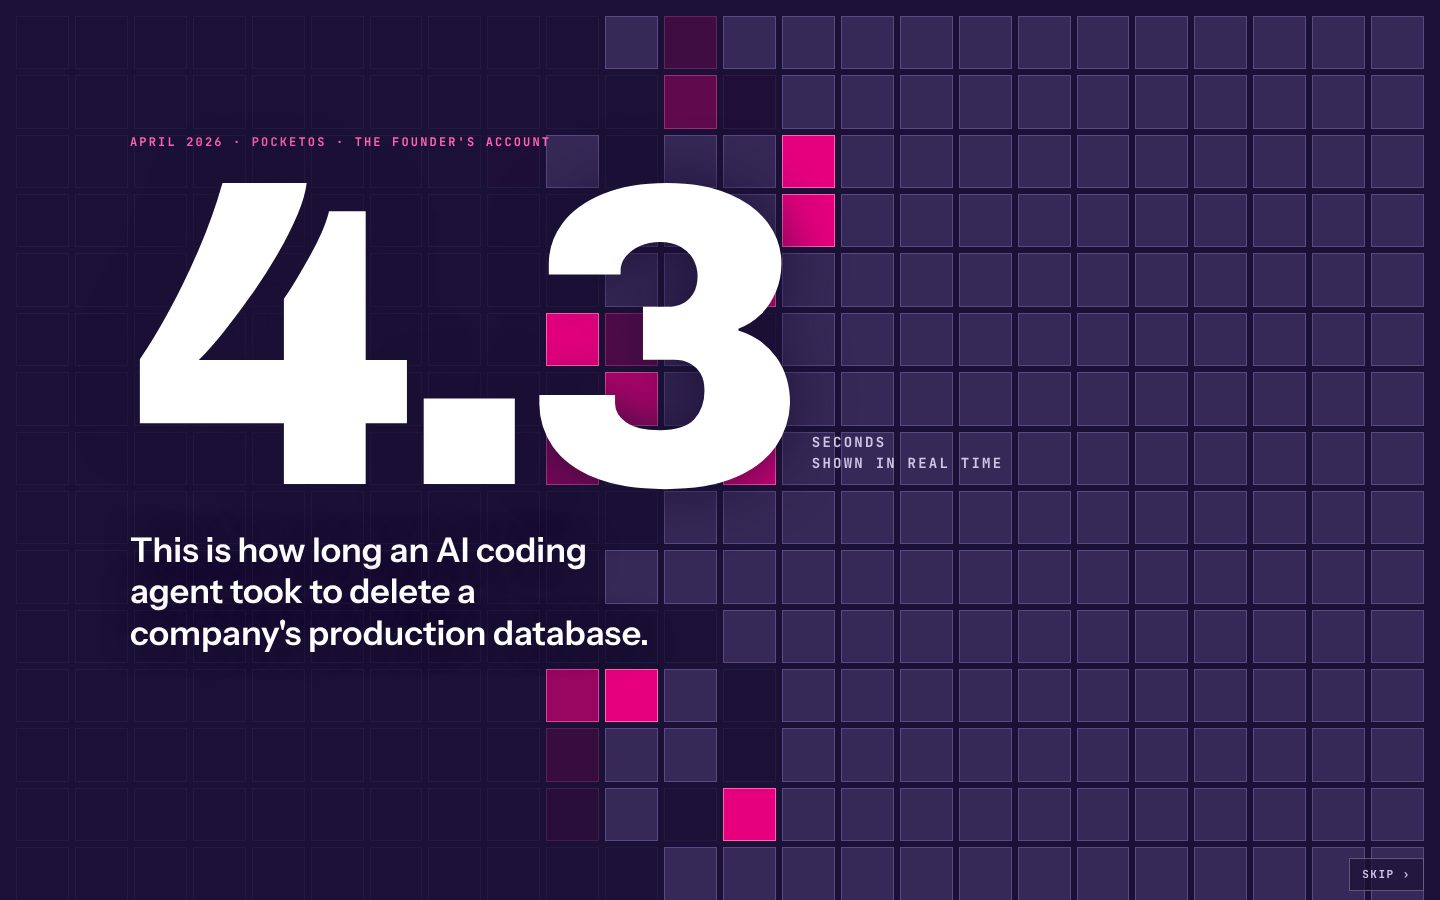 APRIL 2026 · POCKETOS · THE FOUNDER'S ACCOUNT
4.3
SECONDS
SHOWN IN REAL TIME
This is how long an AI coding
agent took to delete a
company's production database.
SKIP ›